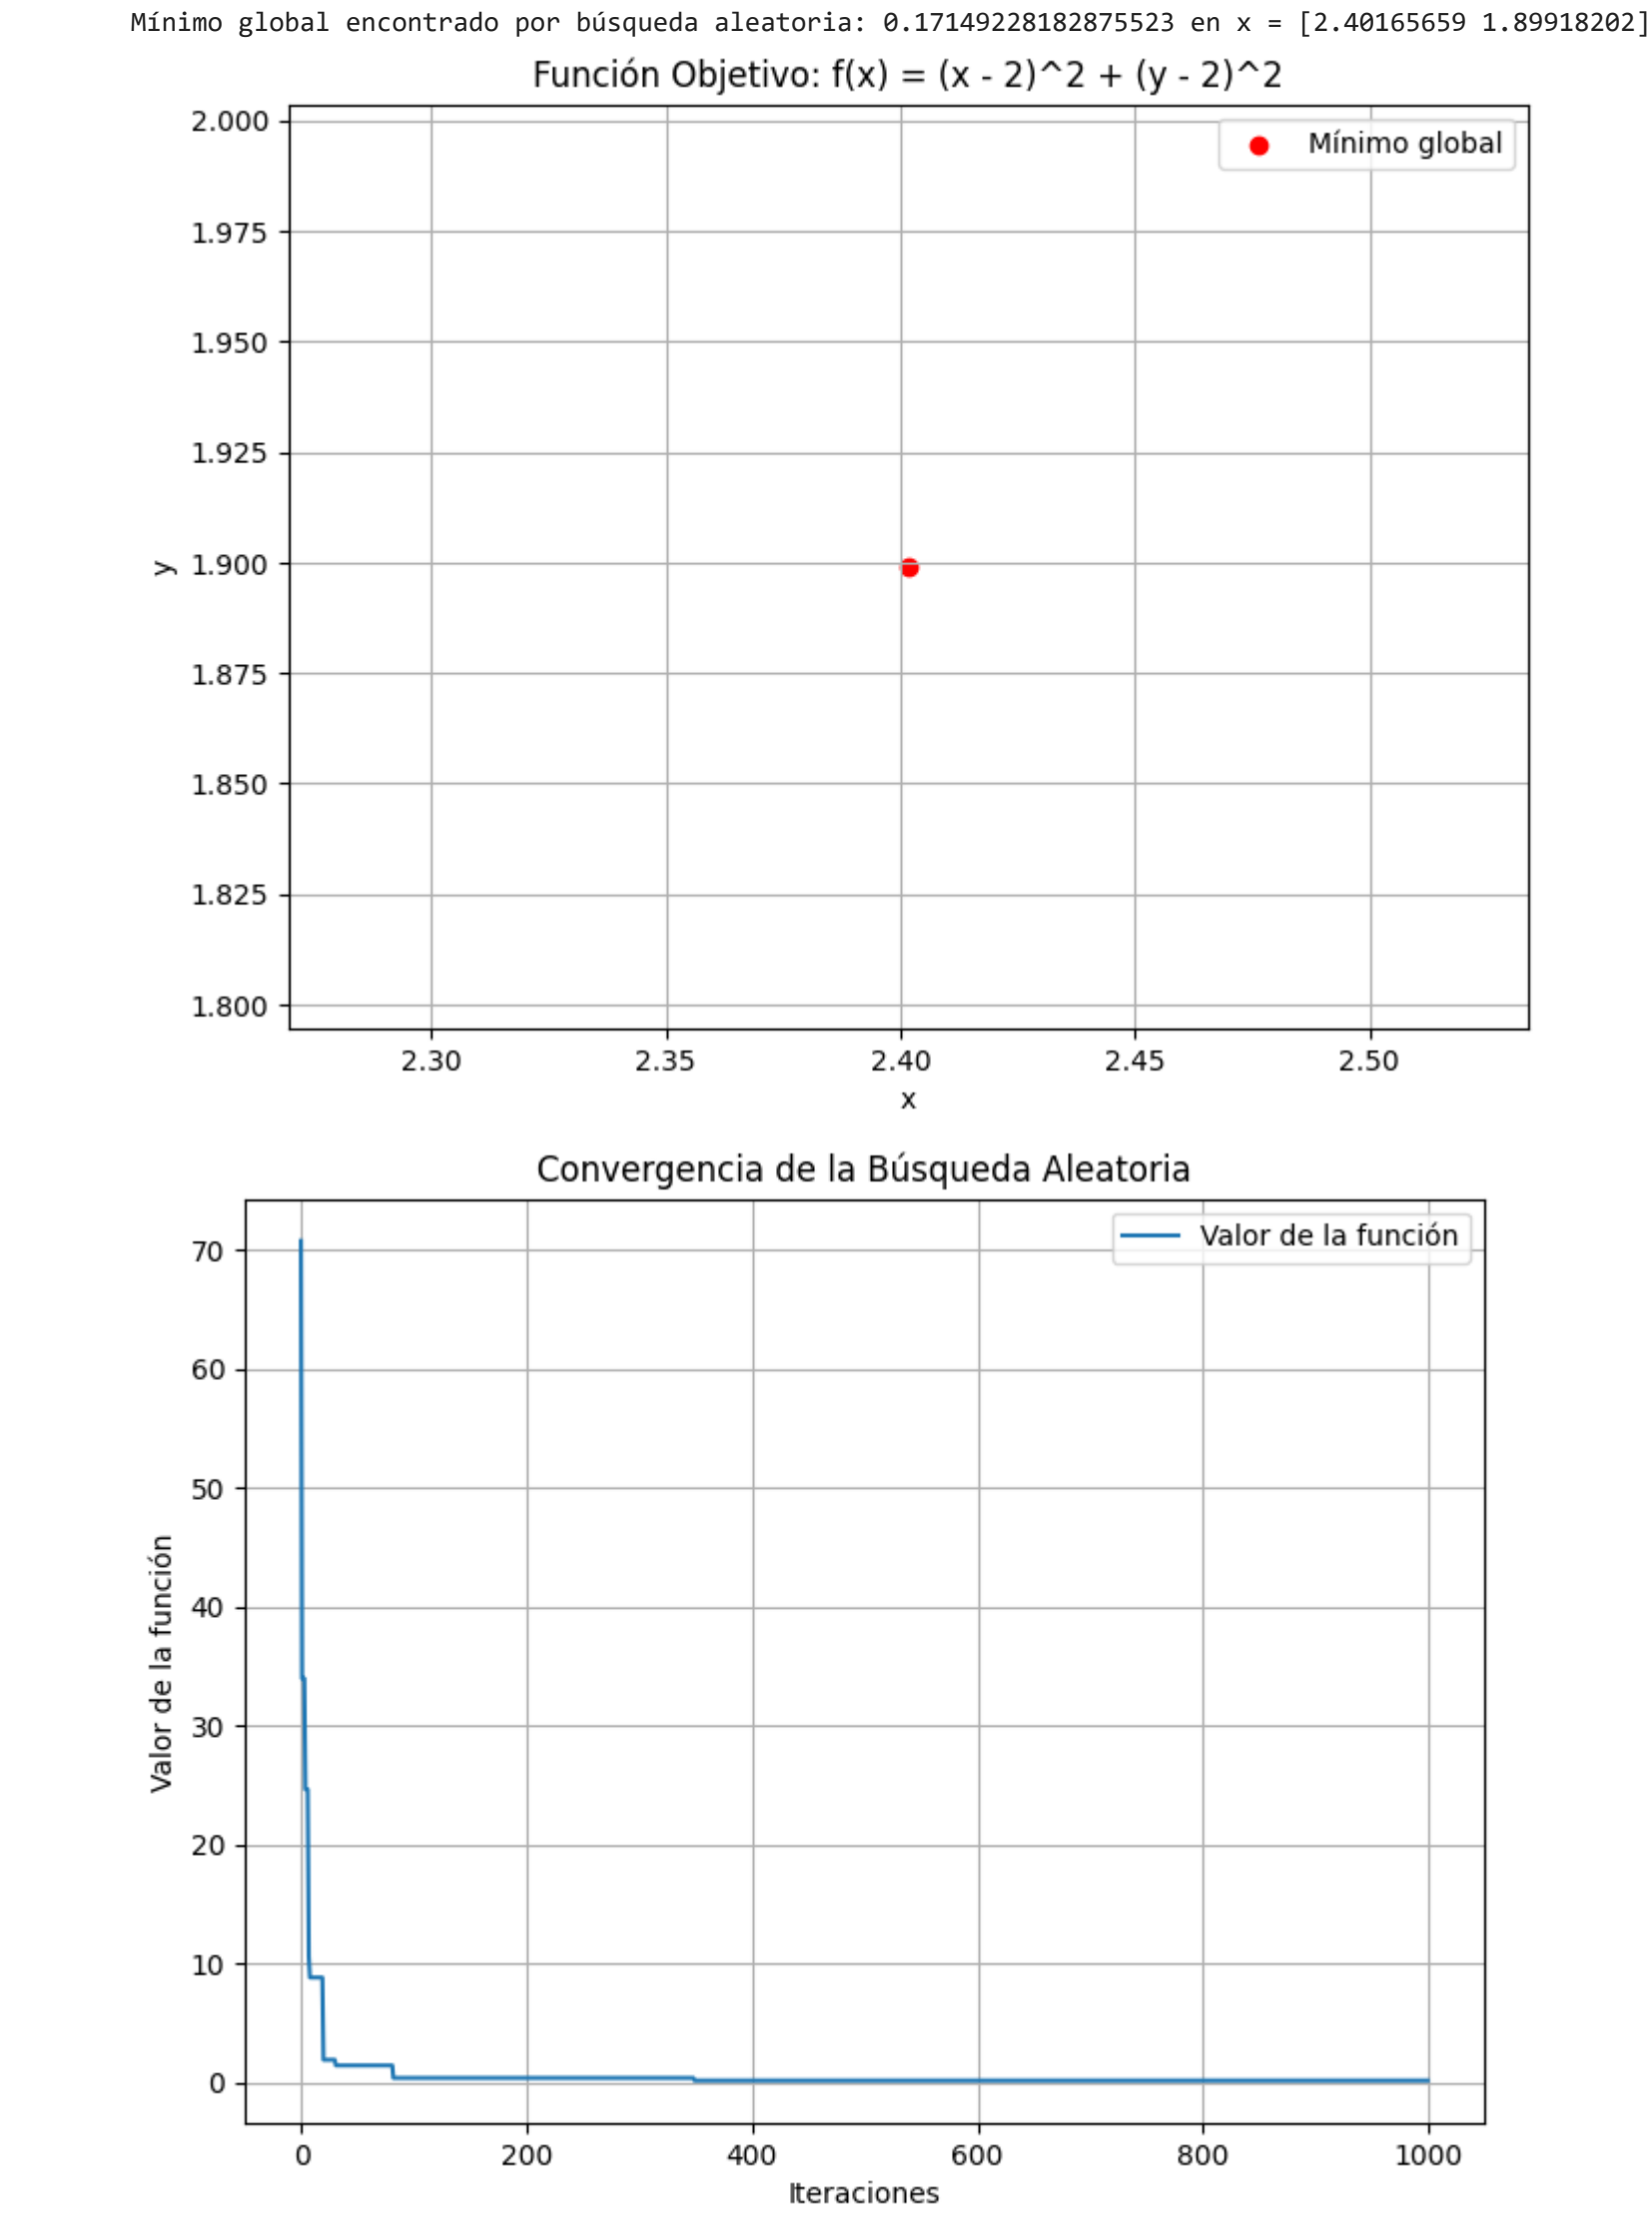 Mínimo global encontrado por búsqueda aleatoria: 0.17149228182875523 en x = [2.40165659 1.89918202]
Función Objetivo: f(x) = (x - 2)^2 + (y - 2)^2
Mínimo global
2.000
1.975
1.950
1.925
1.900
1.875
1.850
1.825
1.800
y
2.30 2.35 2.40 2.45 2.50
x
Convergencia de la Búsqueda Aleatoria
Valor de la función
70
60
50
40
30
20
10
0
Valor de la función
0 200 400 600 800 1000
Iteraciones